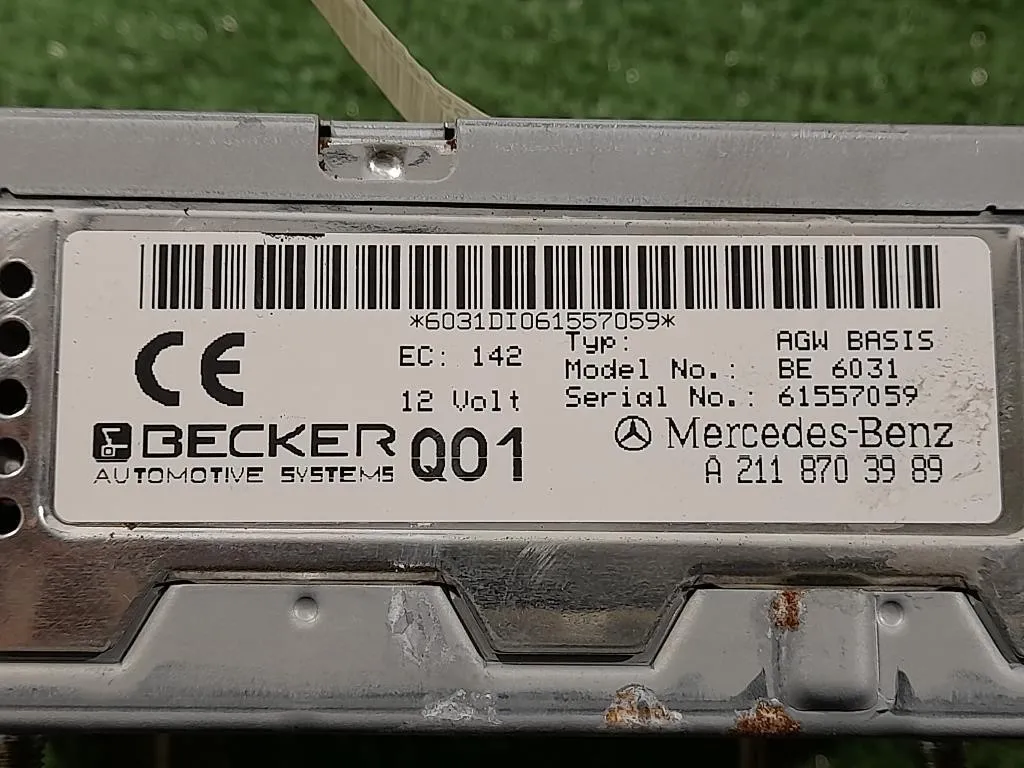 *6031DI061557059*
CE
EC: 142
12 Volt
Typ: AGW BASIS
Model No.: BE 6031
Serial No.: 61557059
BECKER
AUTOMOTIVE SYSTEMS
Q01
Mercedes-Benz
A 211 870 39 89